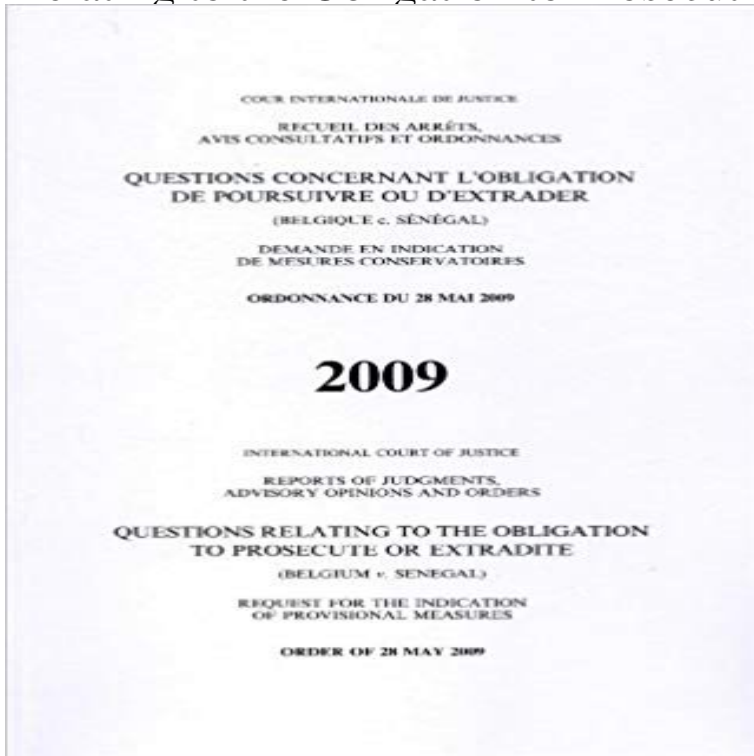 COUR INTERNATIONALE DE JUSTICE
RECUEIL DES ARRÊTS,
AVIS CONSULTATIFS ET ORDONNANCES
QUESTIONS CONCERNANT L'OBLIGATION
DE POURSUIVRE OU D'EXTRADER
(BELGIQUE c. SÉNÉGAL)
DEMANDE EN INDICATION
DE MESURES CONSERVATOIRES
ORDONNANCE DU 28 MAI 2009
2009
INTERNATIONAL COURT OF JUSTICE
REPORTS OF JUDGMENTS,
ADVISORY OPINIONS AND ORDERS
QUESTIONS RELATING TO THE OBLIGATION
TO PROSECUTE OR EXTRADITE
(BELGIUM v. SENEGAL)
REQUEST FOR THE INDICATION
OF PROVISIONAL MEASURES
ORDER OF 28 MAY 2009